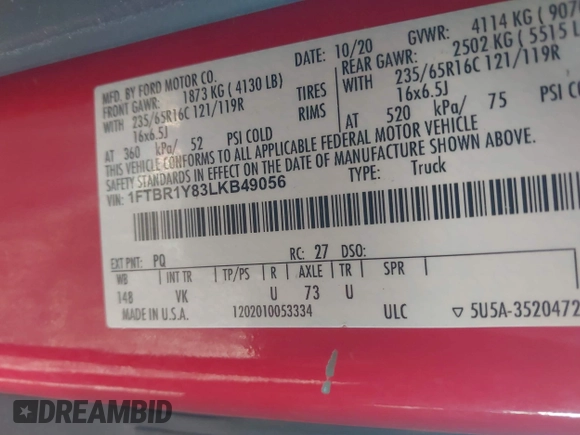 MFD. BY FORD MOTOR CO. DATE: 10/20 GVWR: 4114 KG ( 907
FRONT GAWR: 1873 KG ( 4130 LB) REAR GAWR: 2502 KG ( 5515 L
WITH 235/65R16C 121/119R TIRES WITH 235/65R16C 121/119R
16x6.5J RIMS 16x6.5J
AT 360 kPa/ 52 PSI COLD AT 520 kPa/ 75 PSI CO
THIS VEHICLE CONFORMS TO ALL APPLICABLE FEDERAL MOTOR VEHICLE
SAFETY STANDARDS IN EFFECT ON THE DATE OF MANUFACTURE SHOWN ABOVE.
1FTBR1Y83LKB49056 TYPE: Truck
EXT PNT: PQ RC: 27 DSO:
WB INT TR TP/PS R AXLE TR SPR
148 VK U 73 U
MADE IN U.S.A. 1202010053334 ULC ▽ 5U5A-3520472
DREAMBID